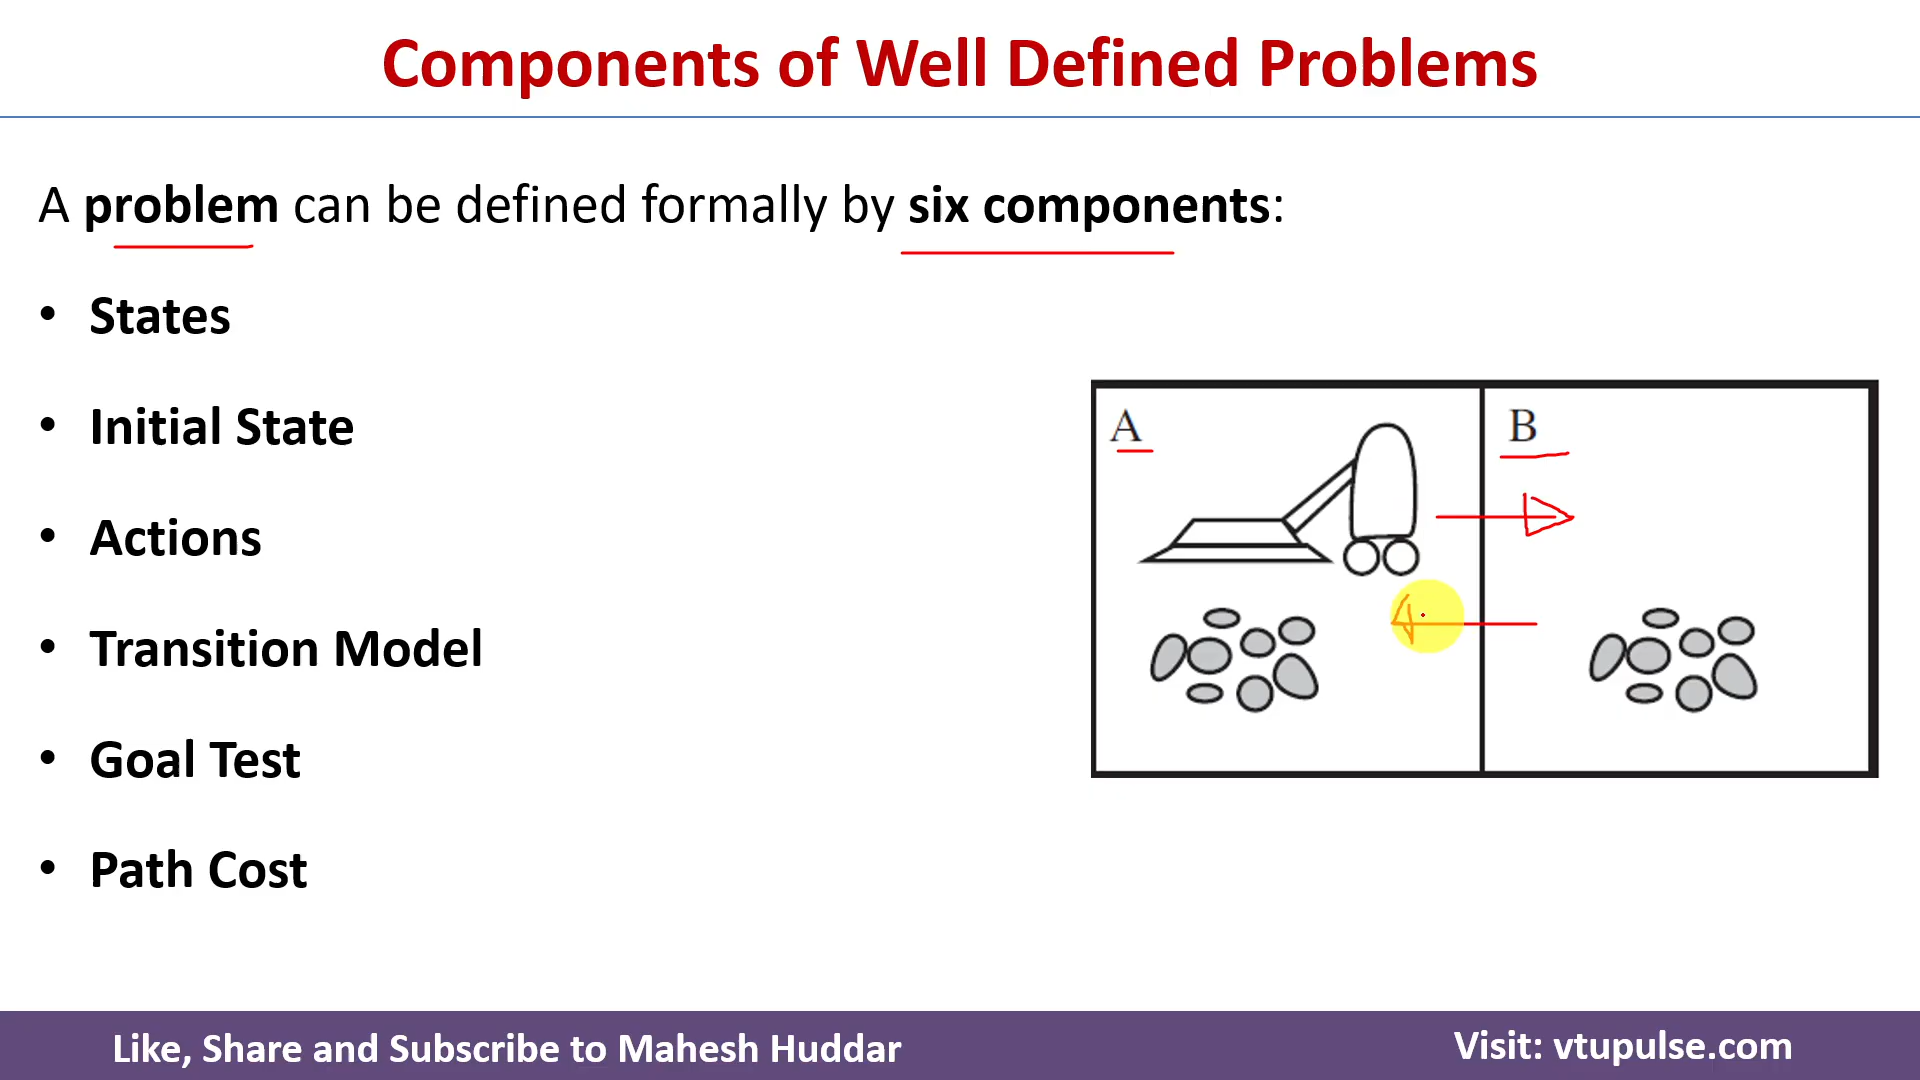 Components of Well Defined Problems
A problem can be defined formally by six components:
• States
• Initial State
• Actions
• Transition Model
• Goal Test
• Path Cost
A
B
Like, Share and Subscribe to Mahesh Huddar
Visit: vtupulse.com